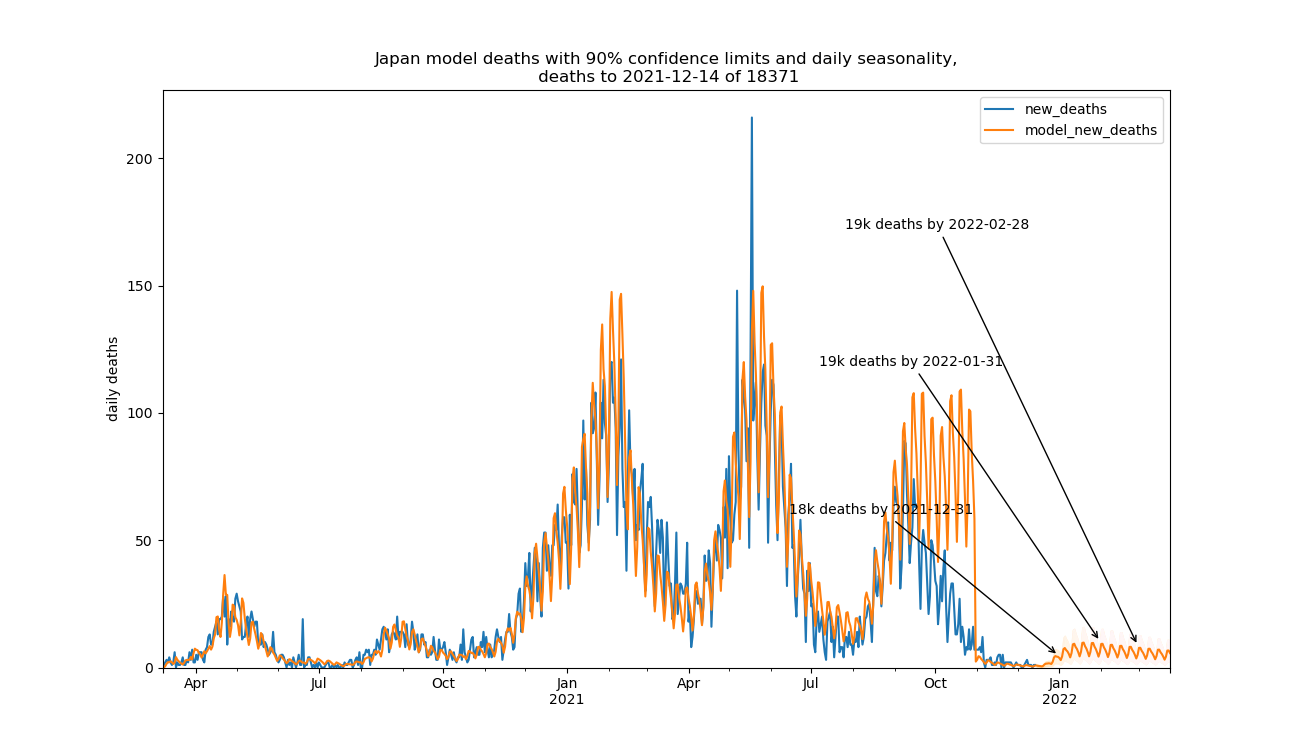 Japan model deaths with 90% confidence limits and daily seasonality,
deaths to 2021-12-14 of 18371
new_deaths
model_new_deaths
200
150
100
50
0
daily deaths
19k deaths by 2022-02-28
19k deaths by 2022-01-31
18k deaths by 2021-12-31
Apr
Jul
Oct
Jan
2021
Apr
Jul
Oct
Jan
2022